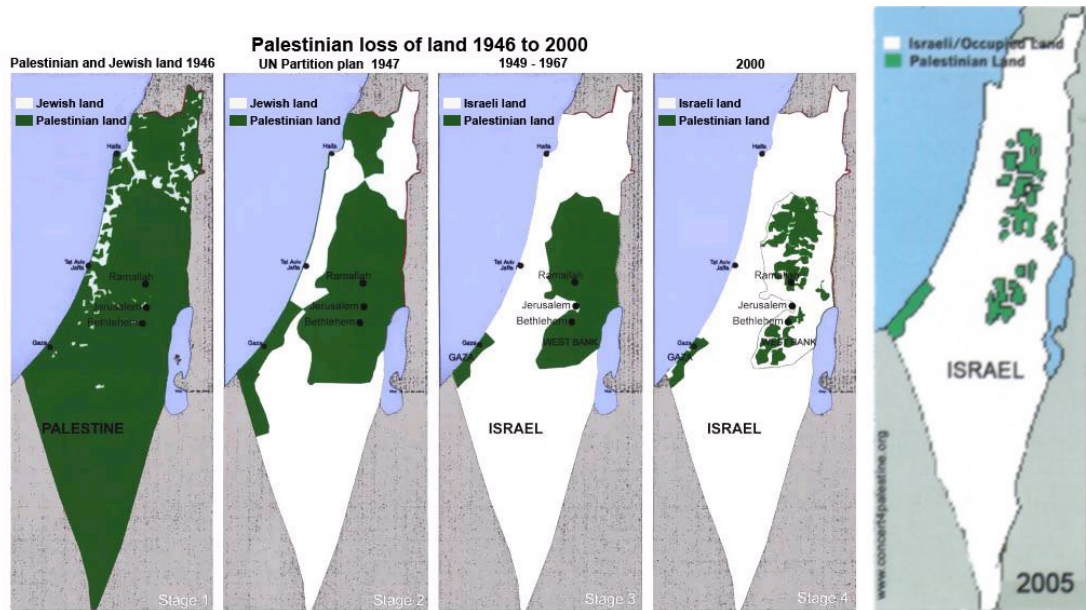 Palestinian loss of land 1946 to 2000
Palestinian and Jewish land 1946
Jewish land
Palestinian land
Haifa
Tel Aviv
Jaffa
Ramallah
Jerusalem
Bethlehem
Gaza
PALESTINE
Stage 1
UN Partition plan 1947
Jewish land
Palestinian land
Haifa
Tel Aviv
Jaffa
Ramallah
Jerusalem
Bethlehem
Gaza
Stage 2
1949 - 1967
Israeli land
Palestinian land
Haifa
Tel Aviv
Jaffa
Ramallah
Jerusalem
Bethlehem
Gaza
GAZA
WEST BANK
ISRAEL
Stage 3
2000
Israeli land
Palestinian land
Haifa
Tel Aviv
Jaffa
Ramallah
Jerusalem
Bethlehem
Gaza
GAZA
WEST BANK
ISRAEL
Stage 4
Israeli/Occupied Land
Palestinian Land
ISRAEL
www.concert4palestine.org
2005